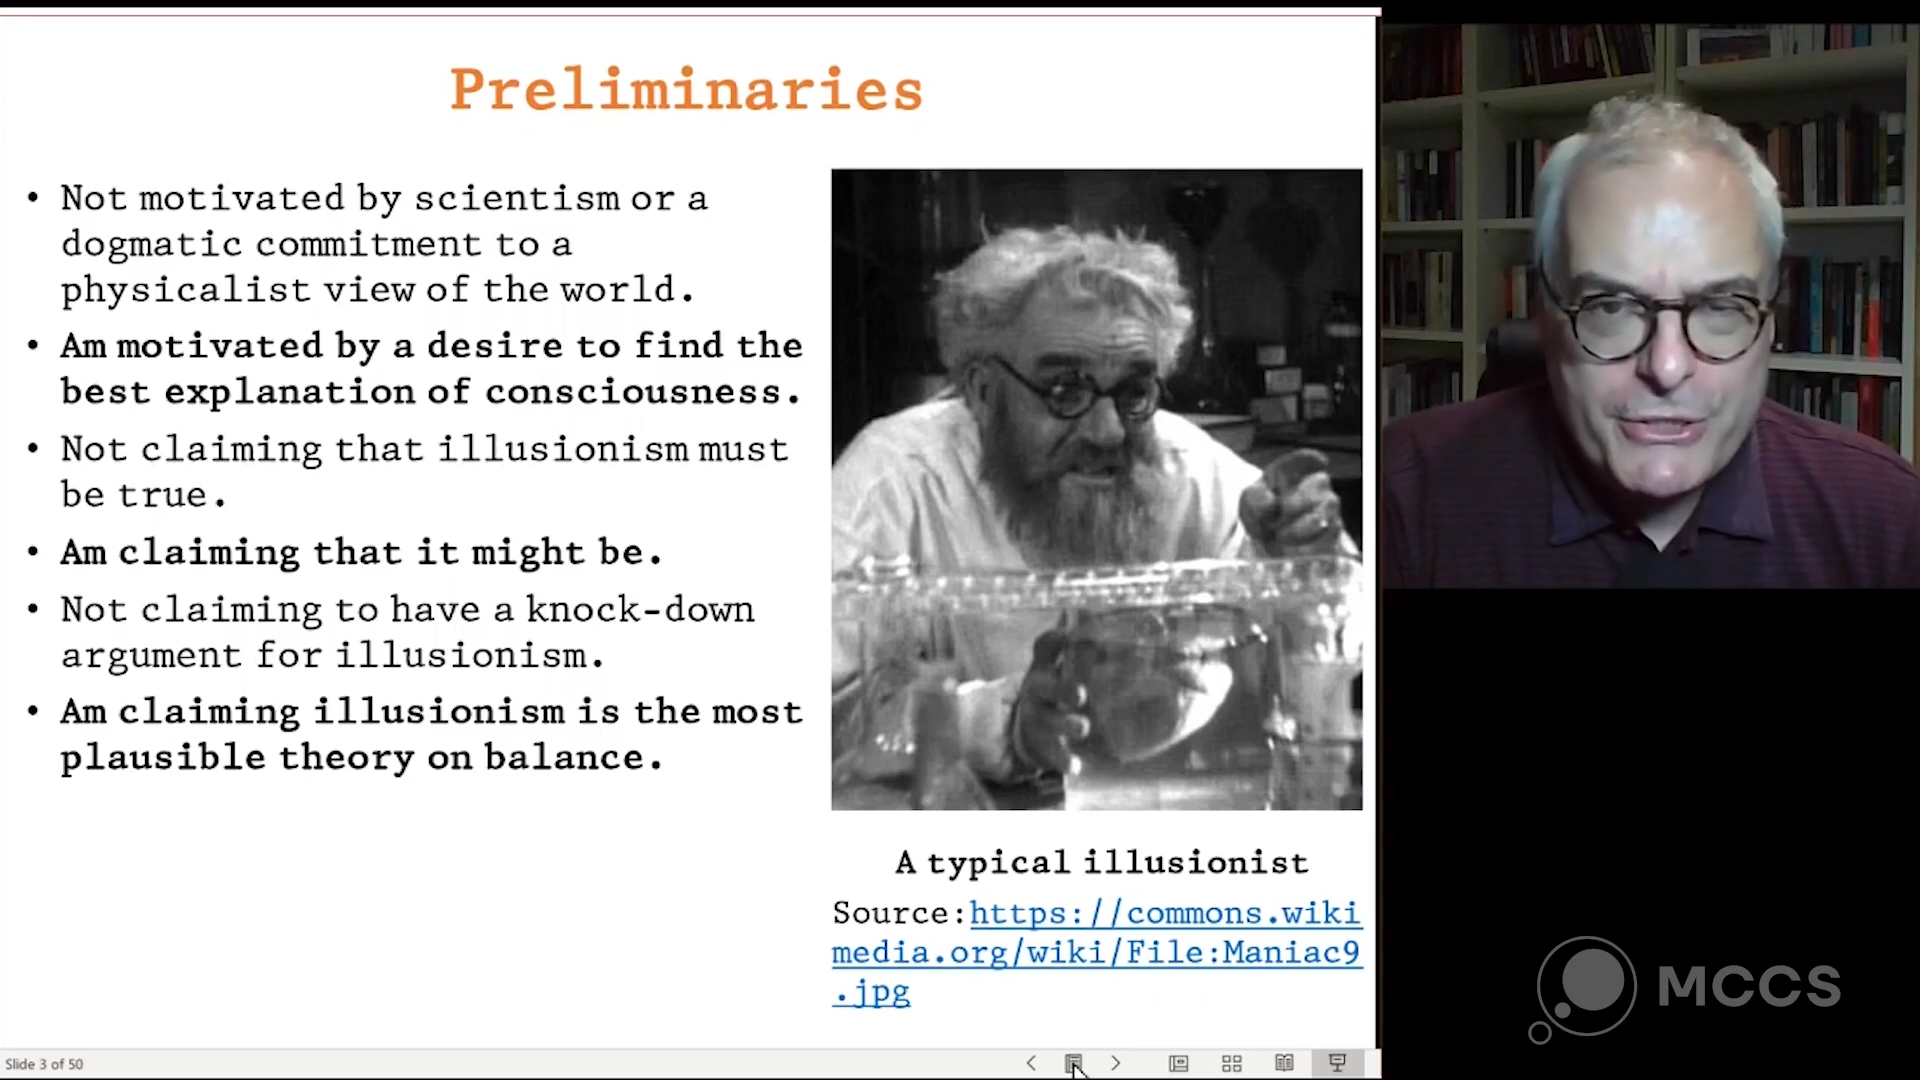 Preliminaries
• Not motivated by scientism or a
dogmatic commitment to a
physicalist view of the world.
• Am motivated by a desire to find the
best explanation of consciousness.
• Not claiming that illusionism must
be true.
• Am claiming that it might be.
• Not claiming to have a knock-down
argument for illusionism.
• Am claiming illusionism is the most
plausible theory on balance.
A typical illusionist
Source:https://commons.wiki
media.org/wiki/File:Maniac9
.jpg
MCCS
Slide 3 of 50